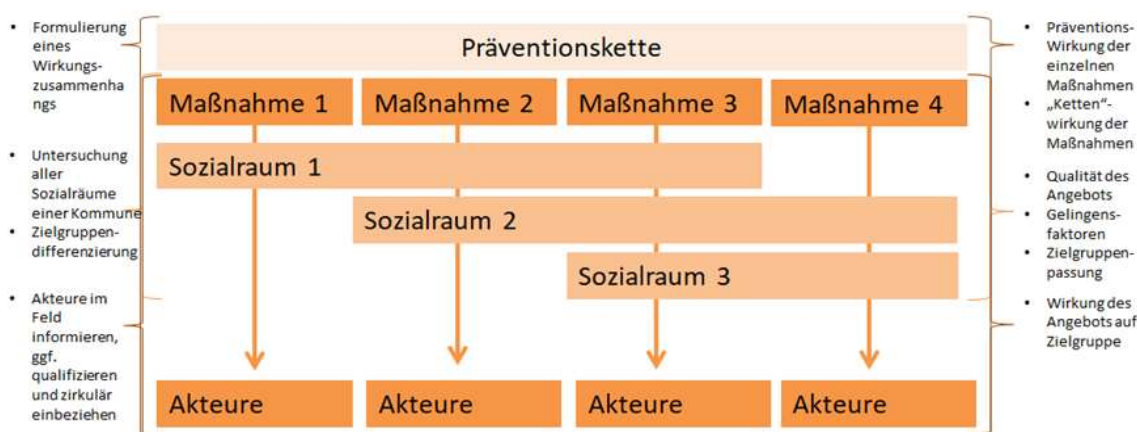 • Formulierung
eines
Wirkungs-
zusammenha
ngs
• Untersuchung
aller
Sozialräume
einer Kommune
• Zielgruppen-
differenzierung
• Akteure im
Feld
informieren,
ggf.
qualifizieren
und zirkulär
einbeziehen
Präventionskette
Maßnahme 1 Maßnahme 2 Maßnahme 3 Maßnahme 4
Sozialraum 1
Sozialraum 2
Sozialraum 3
Akteure Akteure Akteure Akteure
• Präventions-
Wirkung der
einzelnen
Maßnahmen
• „Ketten“-
wirkung der
Maßnahmen
• Qualität des
Angebots
• Gelingens-
faktoren
• Zielgruppen-
passung
• Wirkung des
Angebots auf
Zielgruppe